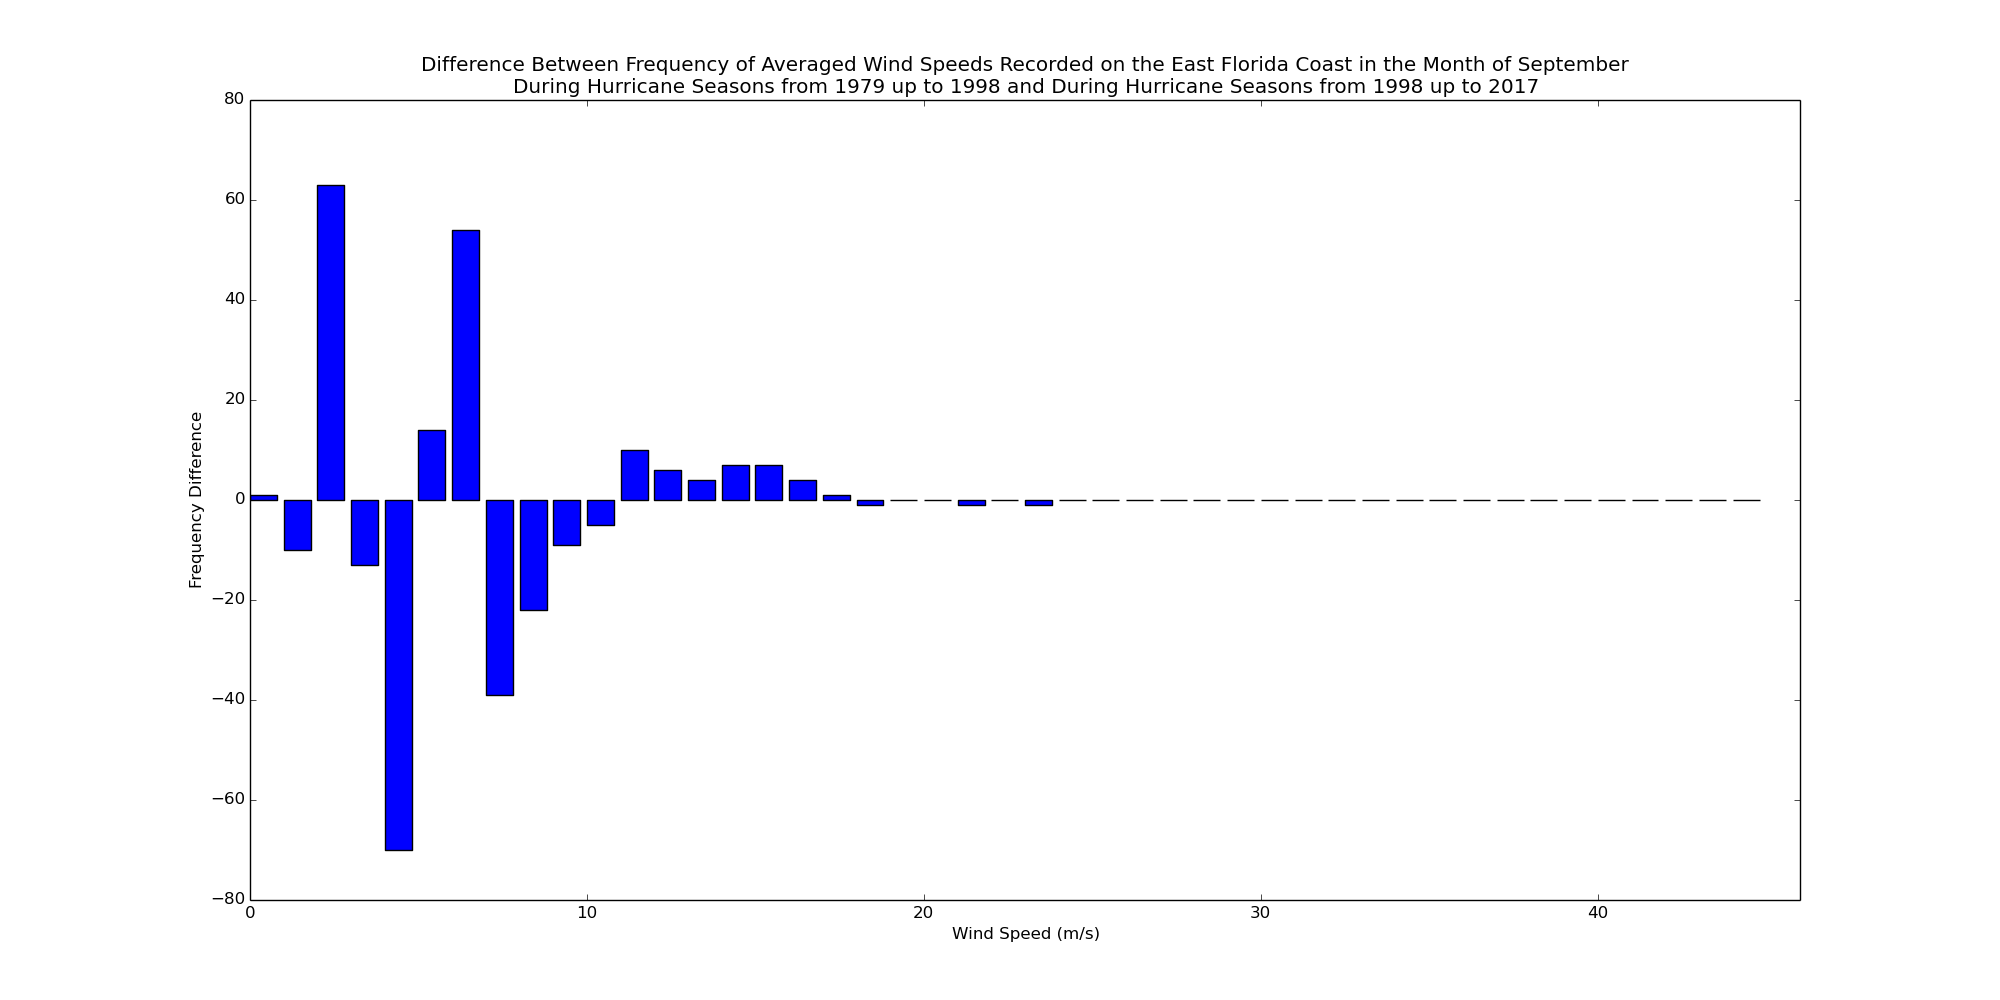 Difference Between Frequency of Averaged Wind Speeds Recorded on the East Florida Coast in the Month of September
During Hurricane Seasons from 1979 up to 1998 and During Hurricane Seasons from 1998 up to 2017
80
60
40
20
0
−20
−40
−60
−80
Frequency Difference
0 10 20 30 40
Wind Speed (m/s)